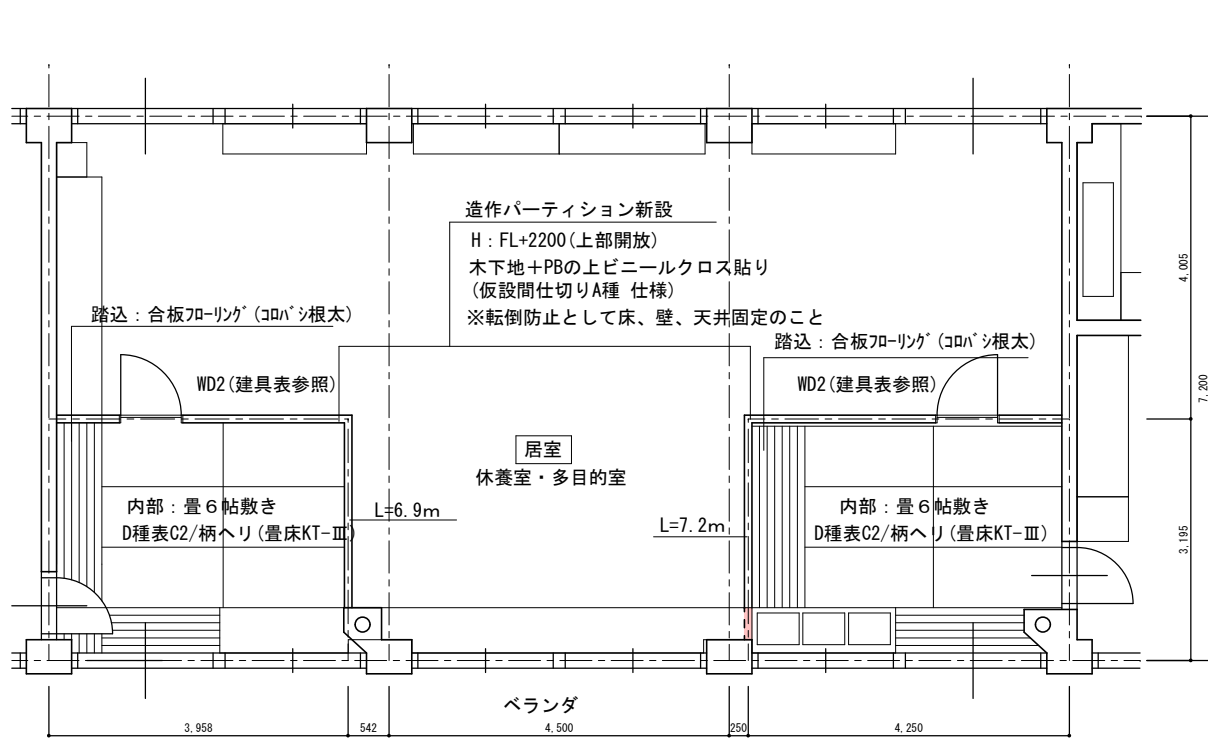 造作パーティション新設
H：FL+2200(上部開放)
木下地＋PBの上ビニールクロス貼り
(仮設間仕切りA種 仕様)
※転倒防止として床、壁、天井固定のこと
踏込：合板ﾌﾛｰﾘﾝｸﾞ(ｺﾛﾊﾞｼ根太)
踏込：合板ﾌﾛｰﾘﾝｸﾞ(ｺﾛﾊﾞｼ根太)
WD2(建具表参照)
WD2(建具表参照)
居室
休養室・多目的室
内部：畳６帖敷き
D種表C2/柄ヘリ(畳床KT-Ⅲ)
L=6.9m
L=7.2m
内部：畳６帖敷き
D種表C2/柄ヘリ(畳床KT-Ⅲ)
4,005
7,200
3,195
ベランダ
3,958
542
4,500
250
4,250